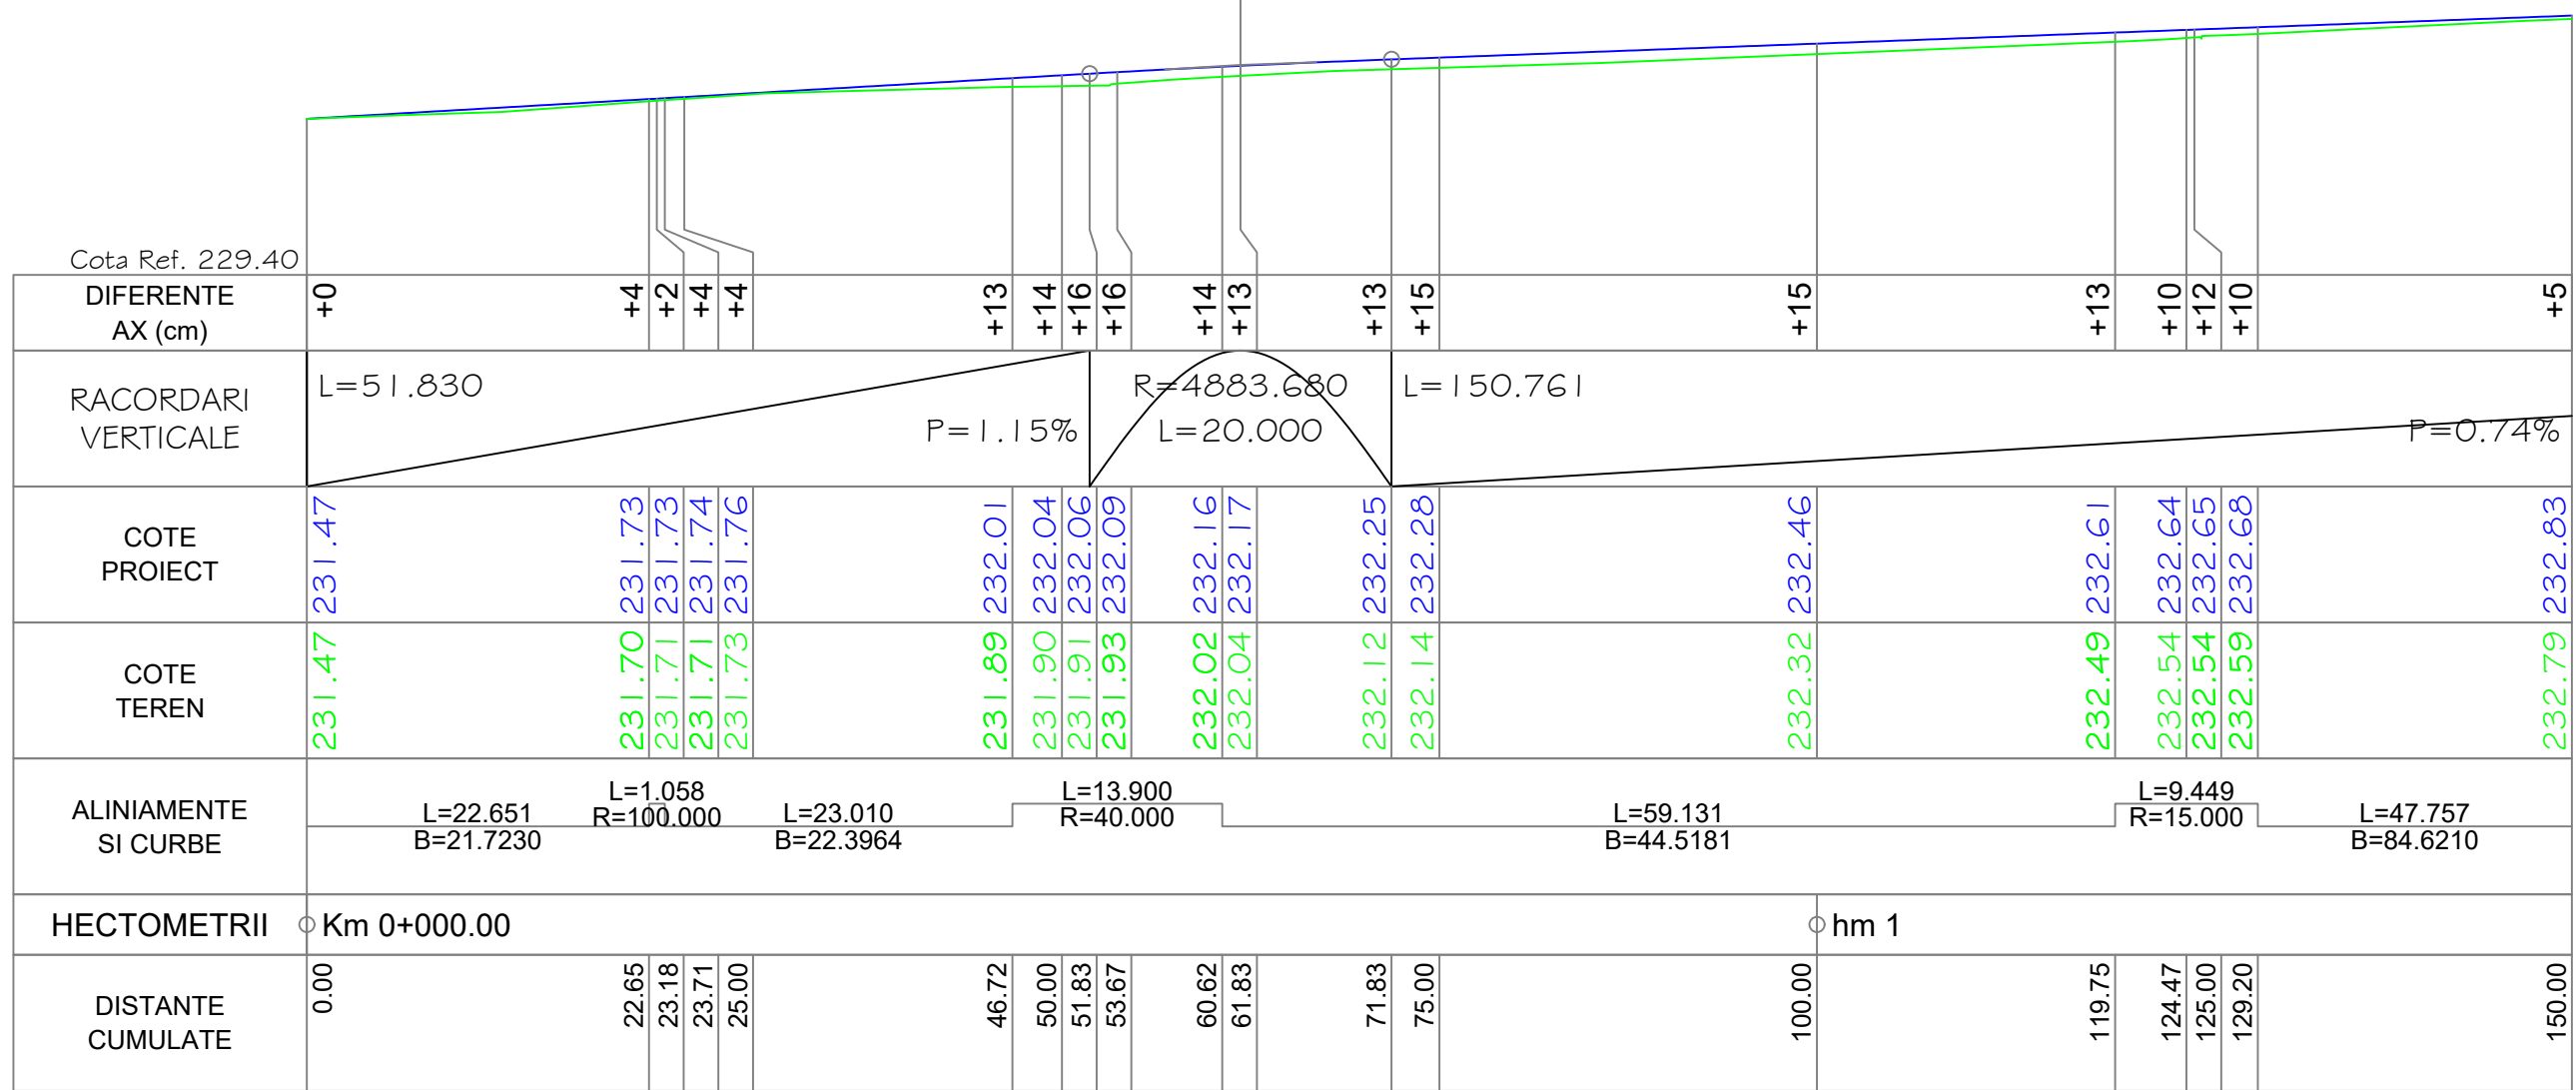 Cota Ref. 229.40
DIFERENTE
AX (cm)
+0
+4
+2
+4
+4
+13
+14
+16
+16
+14
+13
+13
+15
+15
+13
+10
+12
+10
+5
RACORDARI
VERTICALE
L=51.830
P=1.15%
R=4883.680
L=20.000
L=150.761
P=0.74%
COTE
PROIECT
231.47
231.73
231.73
231.74
231.76
232.01
232.04
232.06
232.09
232.16
232.17
232.25
232.28
232.46
232.61
232.64
232.65
232.68
232.83
COTE
TEREN
231.47
231.70
231.71
231.71
231.73
231.89
231.90
231.91
231.93
232.02
232.04
232.12
232.14
232.32
232.49
232.54
232.54
232.59
232.79
ALINIAMENTE
SI CURBE
L=22.651
B=21.7230
L=1.058
R=100.000
L=23.010
B=22.3964
L=13.900
R=40.000
L=59.131
B=44.5181
L=9.449
R=15.000
L=47.757
B=84.6210
HECTOMETRII
Km 0+000.00
hm 1
DISTANTE
CUMULATE
0.00
22.65
23.18
23.71
25.00
46.72
50.00
51.83
53.67
60.62
61.83
71.83
75.00
100.00
119.75
124.47
125.00
129.20
150.00